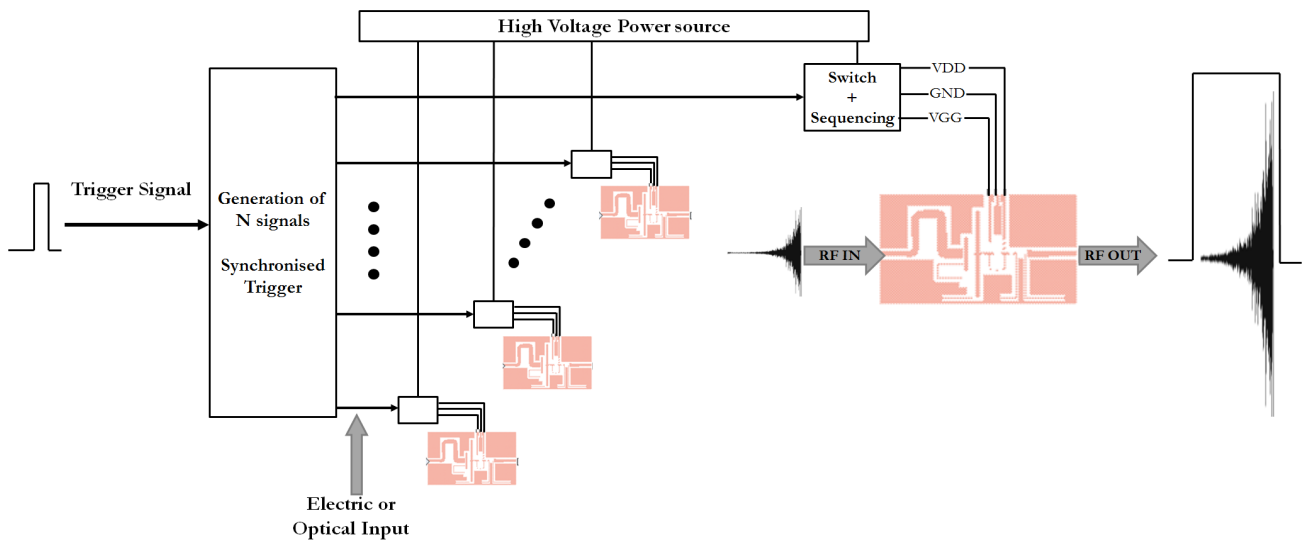 High Voltage Power source
Switch
+
Sequencing
VDD
GND
VGG
Trigger Signal
Generation of
N signals
Synchronised
Trigger
RF IN
RF OUT
Electric or
Optical Input